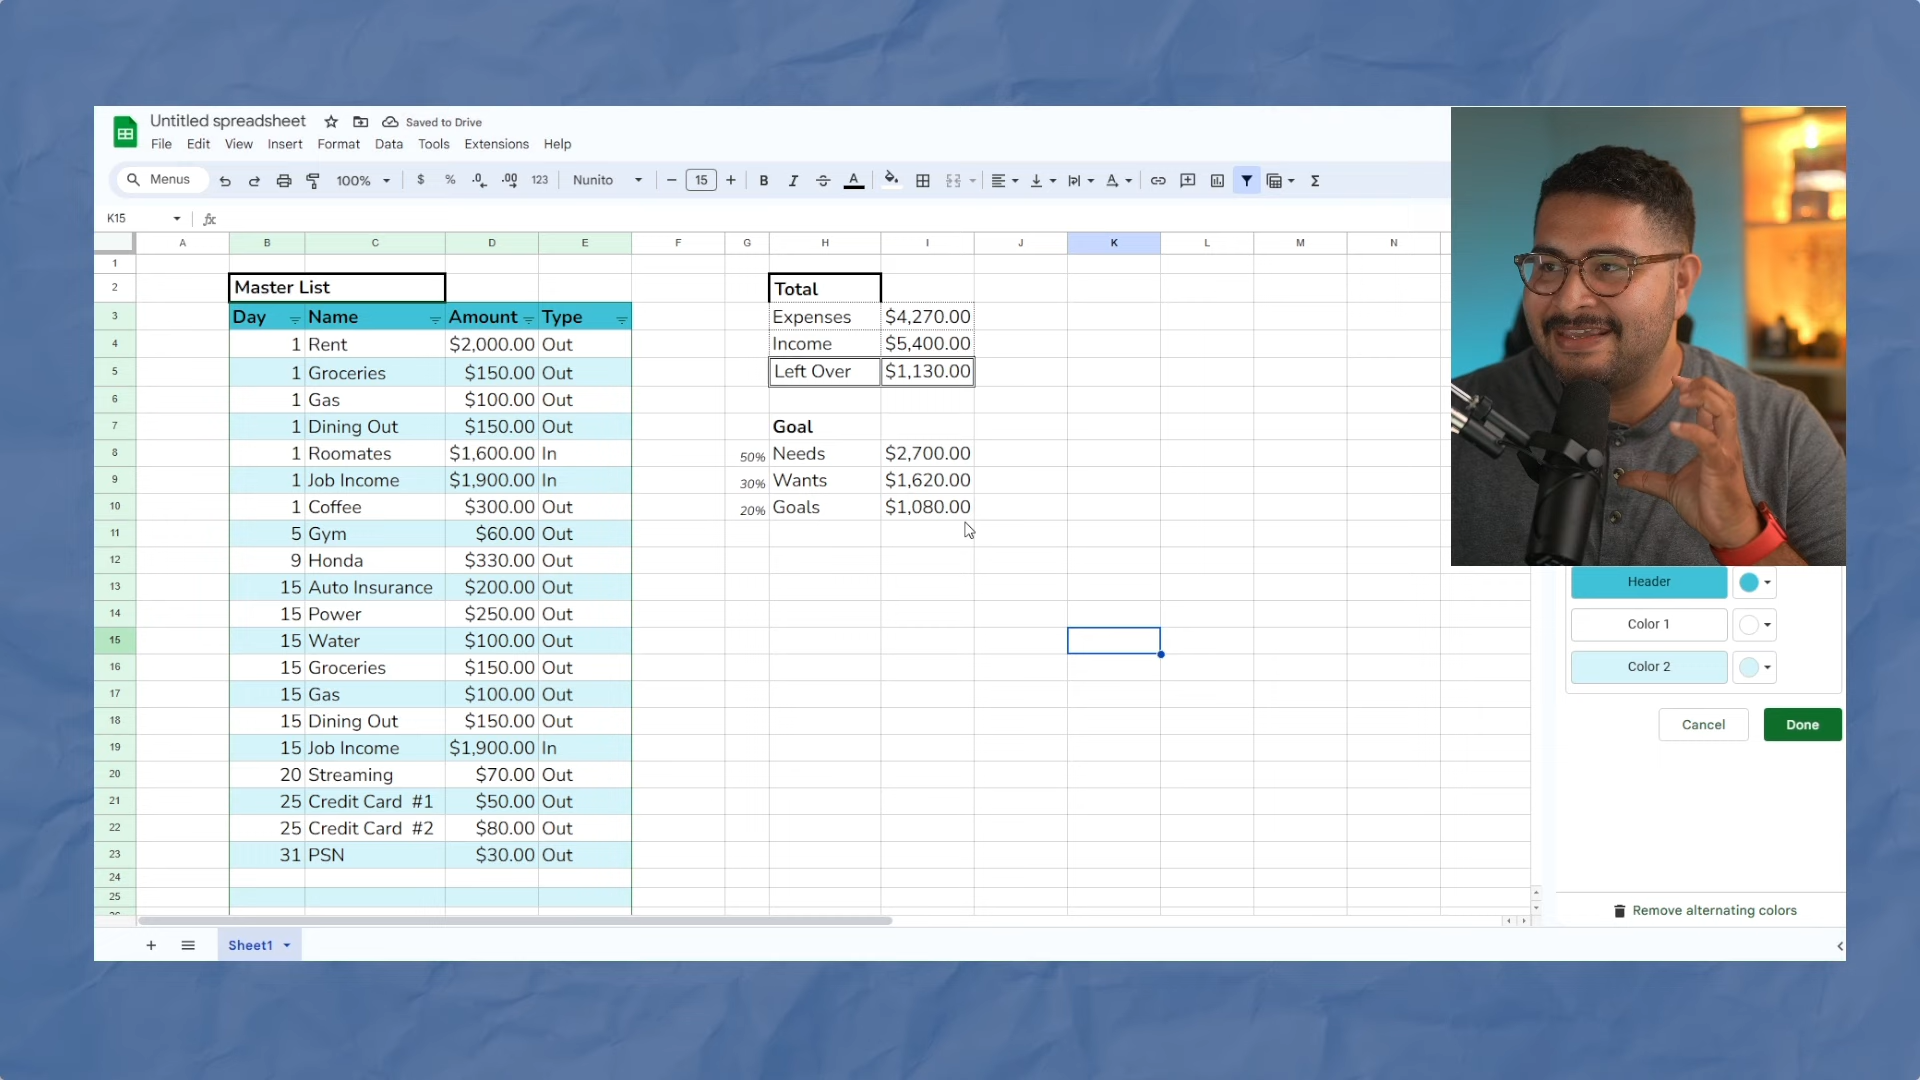 Untitled spreadsheet Saved to Drive
File Edit View Insert Format Data Tools Extensions Help
Menus 100% $ % .0 .00 123 Nunito 15 B I A Σ
K15 fx
A B C D E F G H I J K L M N
1
2 Master List Total
3 Day Name Amount Type Expenses $4,270.00
4 1 Rent $2,000.00 Out Income $5,400.00
5 1 Groceries $150.00 Out Left Over $1,130.00
6 1 Gas $100.00 Out
7 1 Dining Out $150.00 Out Goal
8 1 Roomates $1,600.00 In 50% Needs $2,700.00
9 1 Job Income $1,900.00 In 30% Wants $1,620.00
10 1 Coffee $300.00 Out 20% Goals $1,080.00
11 5 Gym $60.00 Out
12 9 Honda $330.00 Out
13 15 Auto Insurance $200.00 Out
14 15 Power $250.00 Out
15 15 Water $100.00 Out
16 15 Groceries $150.00 Out
17 15 Gas $100.00 Out
18 15 Dining Out $150.00 Out
19 15 Job Income $1,900.00 In
20 20 Streaming $70.00 Out
21 25 Credit Card #1 $50.00 Out
22 25 Credit Card #2 $80.00 Out
23 31 PSN $30.00 Out
24
25
Header
Color 1
Color 2
Cancel Done
Remove alternating colors
Sheet1